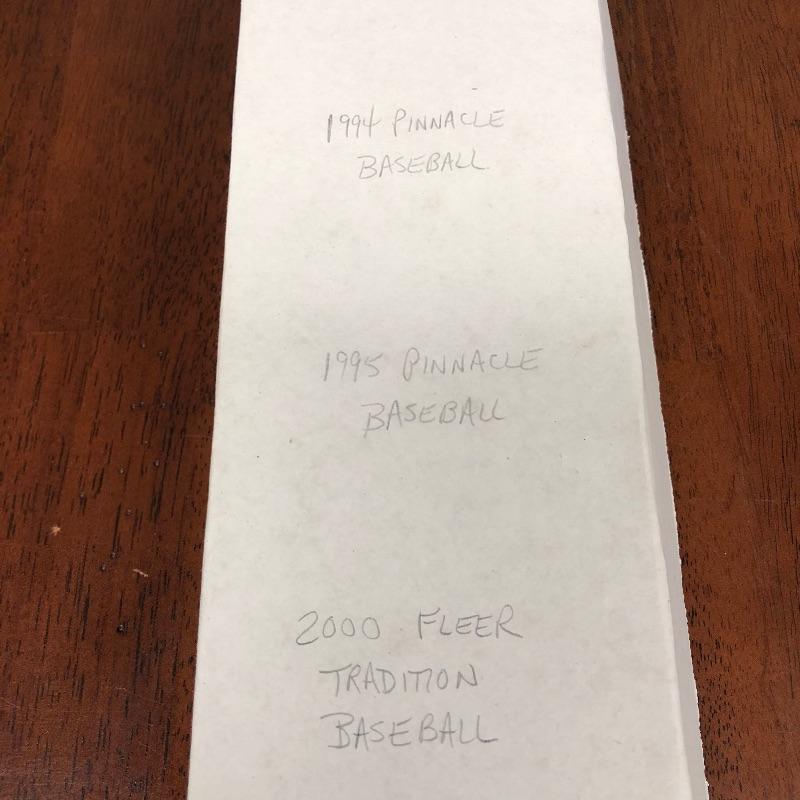 1994 PINNACLE
BASEBALL
1995 PINNACLE
BASEBALL
2000 FLEER
TRADITION
BASEBALL